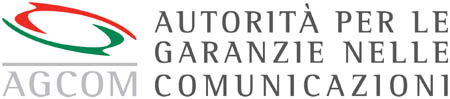 AGCOM
AUTORITÀ PER LE
GARANZIE NELLE
COMUNICAZIONI